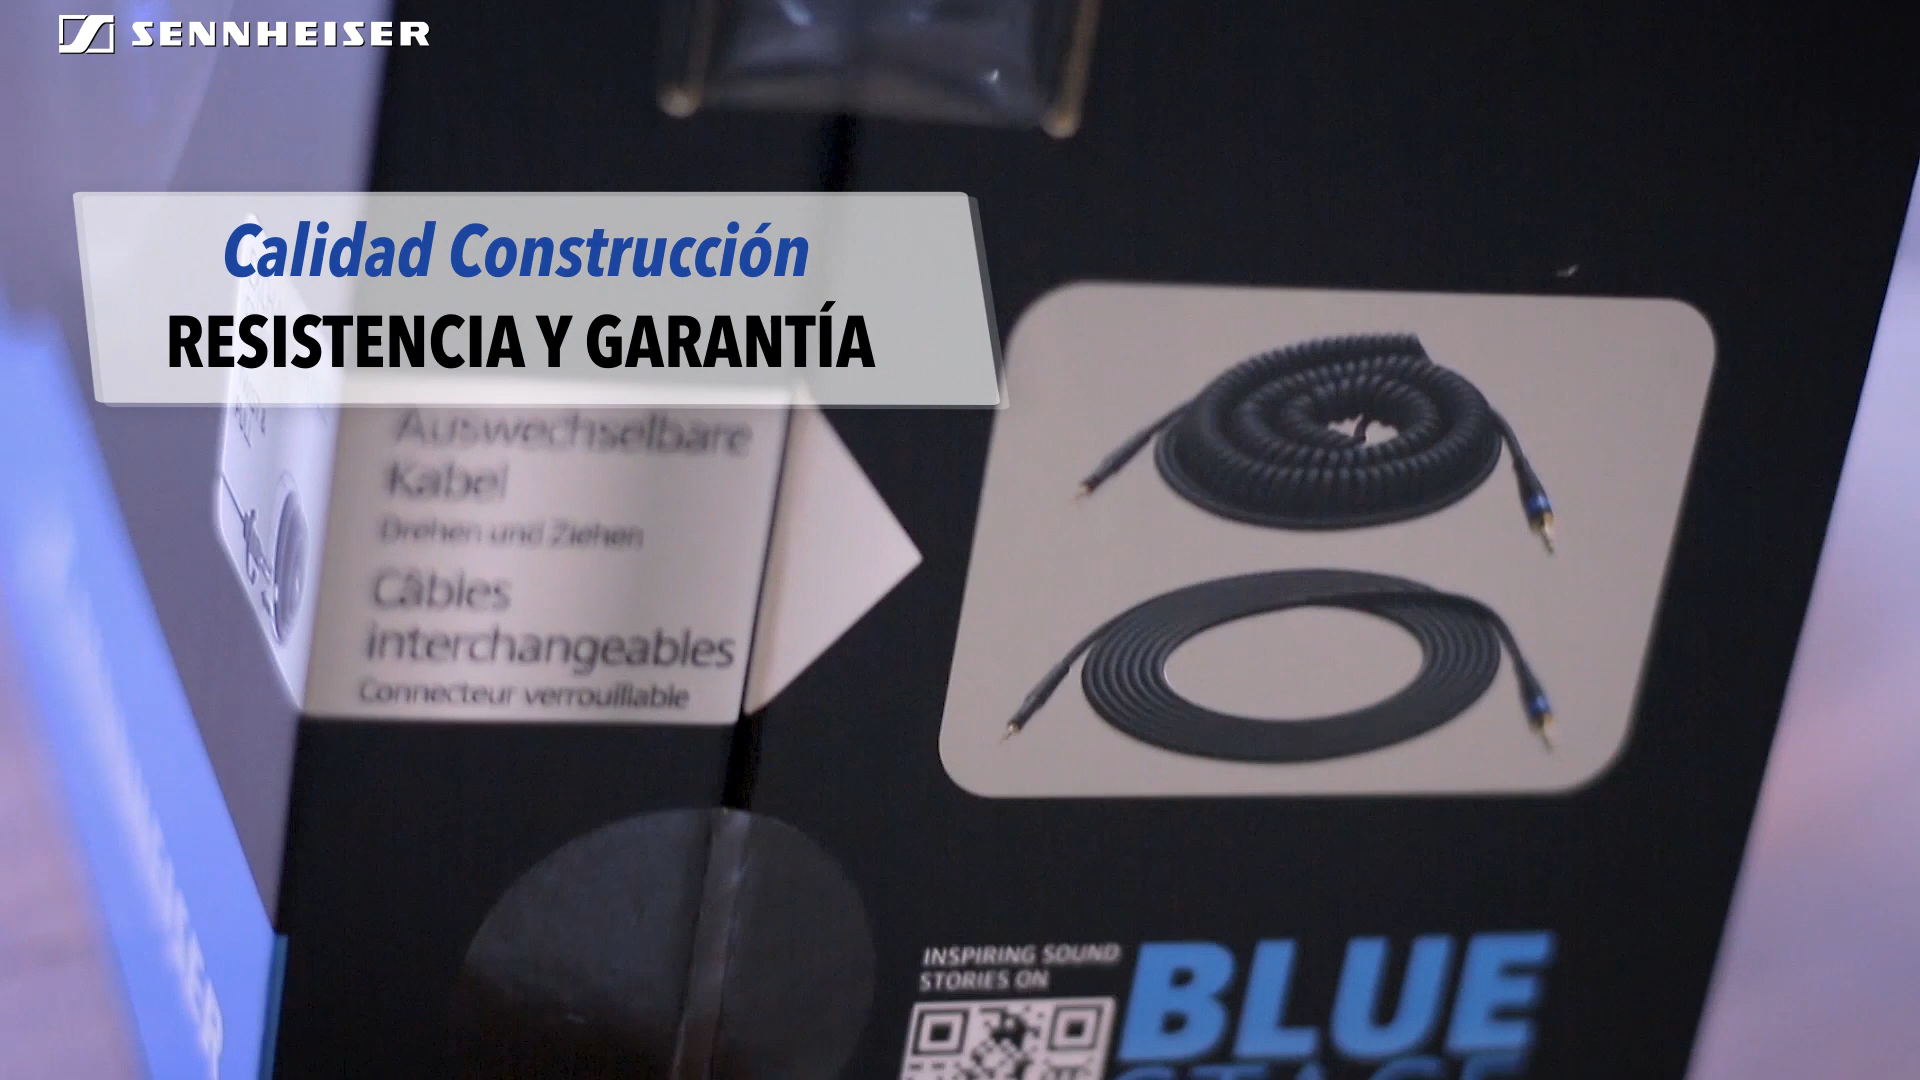 SENNHEISER
Calidad Construcción
RESISTENCIA Y GARANTÍA
Auswechselbare
Kabel
Drehen und Ziehen
Câbles
interchangeables
Connecteur verrouillable
INSPIRING SOUND
STORIES ON
BLUE
STAGE